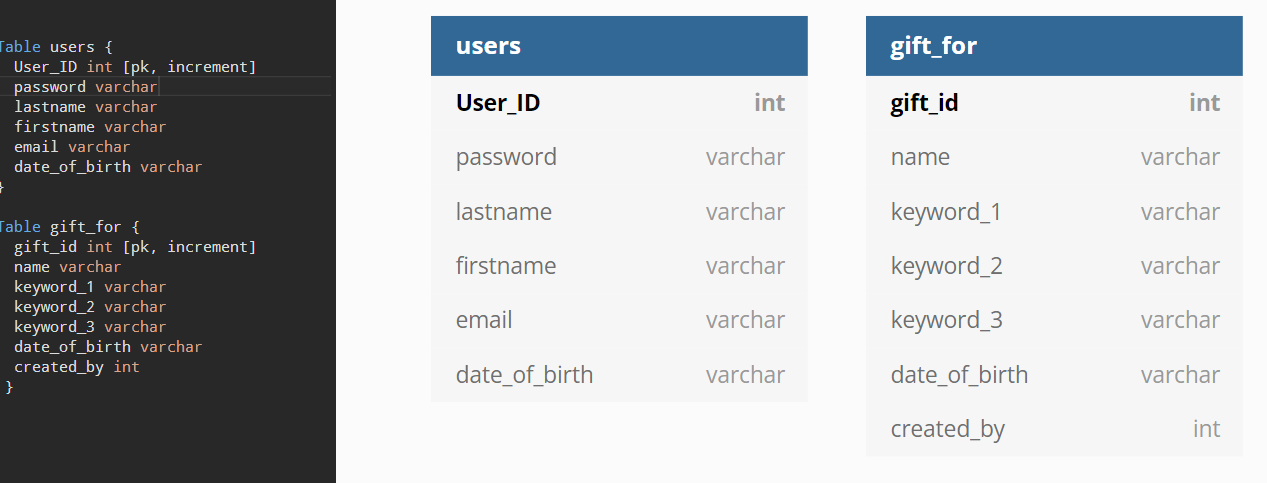 Table users {
User_ID int [pk, increment]
password varchar
lastname varchar
firstname varchar
email varchar
date_of_birth varchar
}
Table gift_for {
gift_id int [pk, increment]
name varchar
keyword_1 varchar
keyword_2 varchar
keyword_3 varchar
date_of_birth varchar
created_by int
}
users
User_ID int
password varchar
lastname varchar
firstname varchar
email varchar
date_of_birth varchar
gift_for
gift_id int
name varchar
keyword_1 varchar
keyword_2 varchar
keyword_3 varchar
date_of_birth varchar
created_by int